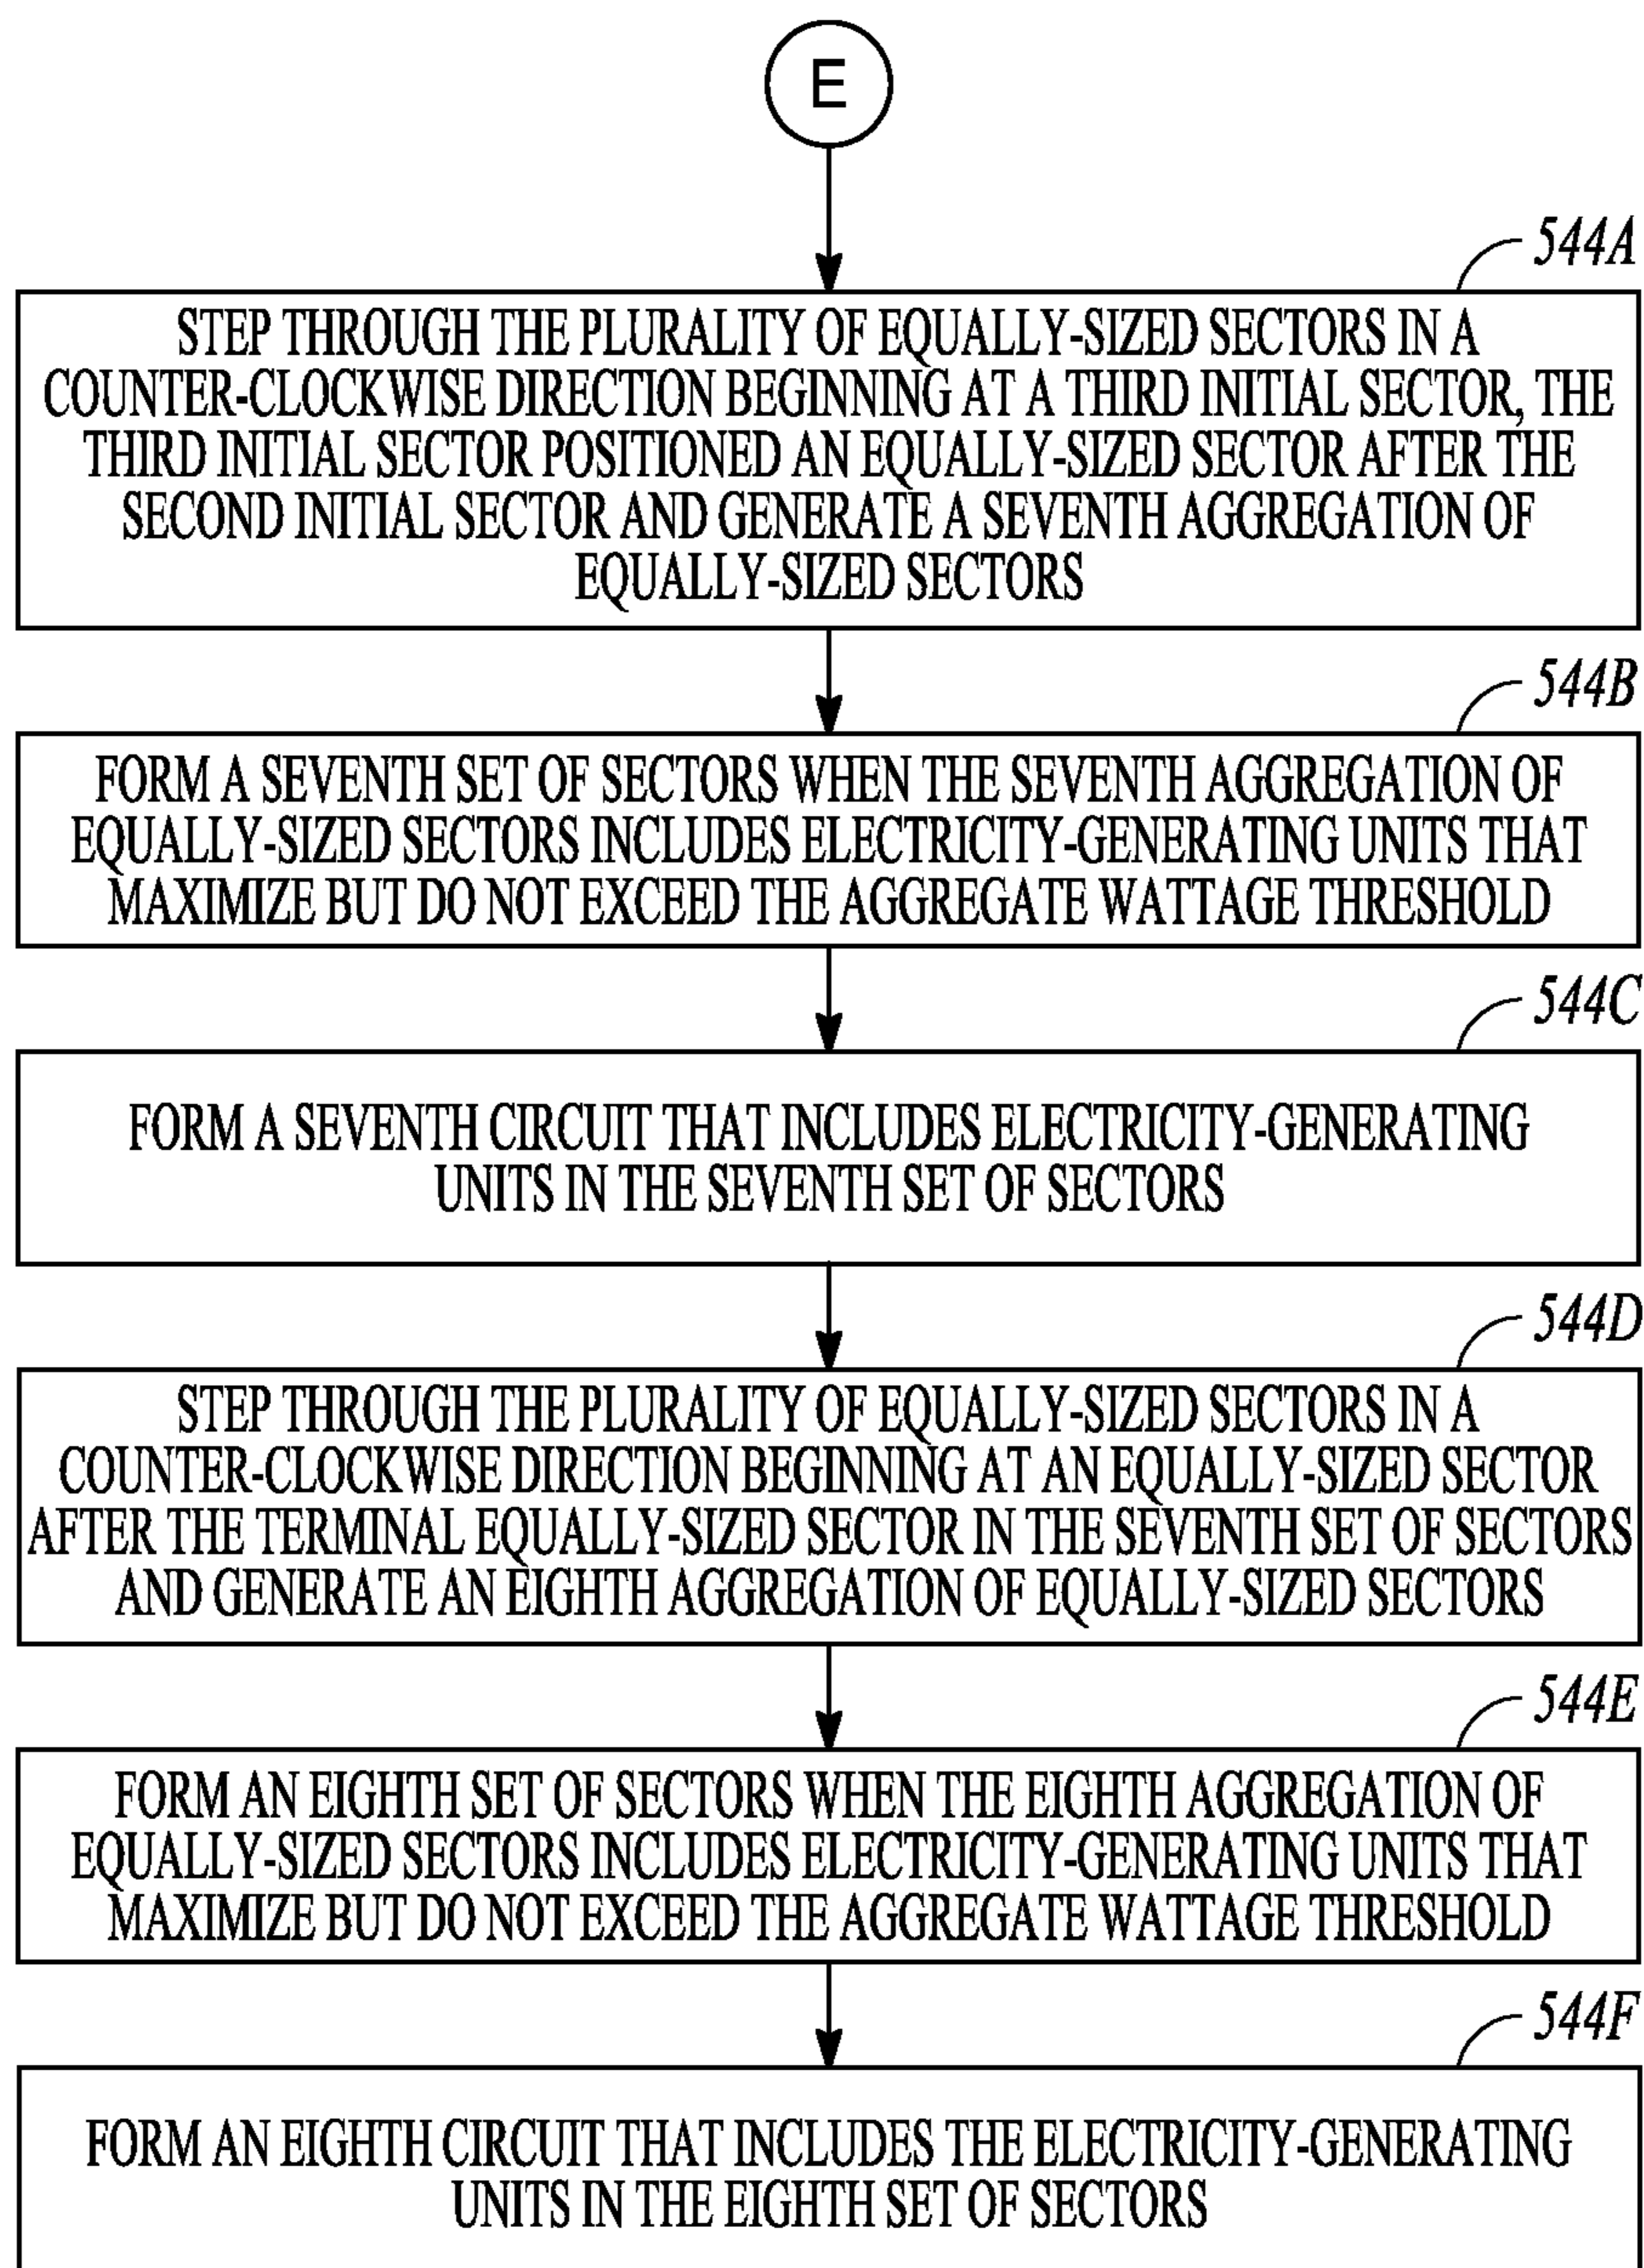 E
544A
STEP THROUGH THE PLURALITY OF EQUALLY-SIZED SECTORS IN A
COUNTER-CLOCKWISE DIRECTION BEGINNING AT A THIRD INITIAL SECTOR, THE
THIRD INITIAL SECTOR POSITIONED AN EQUALLY-SIZED SECTOR AFTER THE
SECOND INITIAL SECTOR AND GENERATE A SEVENTH AGGREGATION OF
EQUALLY-SIZED SECTORS
544B
FORM A SEVENTH SET OF SECTORS WHEN THE SEVENTH AGGREGATION OF
EQUALLY-SIZED SECTORS INCLUDES ELECTRICITY-GENERATING UNITS THAT
MAXIMIZE BUT DO NOT EXCEED THE AGGREGATE WATTAGE THRESHOLD
544C
FORM A SEVENTH CIRCUIT THAT INCLUDES ELECTRICITY-GENERATING
UNITS IN THE SEVENTH SET OF SECTORS
544D
STEP THROUGH THE PLURALITY OF EQUALLY-SIZED SECTORS IN A
COUNTER-CLOCKWISE DIRECTION BEGINNING AT AN EQUALLY-SIZED SECTOR
AFTER THE TERMINAL EQUALLY-SIZED SECTOR IN THE SEVENTH SET OF SECTORS
AND GENERATE AN EIGHTH AGGREGATION OF EQUALLY-SIZED SECTORS
544E
FORM AN EIGHTH SET OF SECTORS WHEN THE EIGHTH AGGREGATION OF
EQUALLY-SIZED SECTORS INCLUDES ELECTRICITY-GENERATING UNITS THAT
MAXIMIZE BUT DO NOT EXCEED THE AGGREGATE WATTAGE THRESHOLD
544F
FORM AN EIGHTH CIRCUIT THAT INCLUDES THE ELECTRICITY-GENERATING
UNITS IN THE EIGHTH SET OF SECTORS